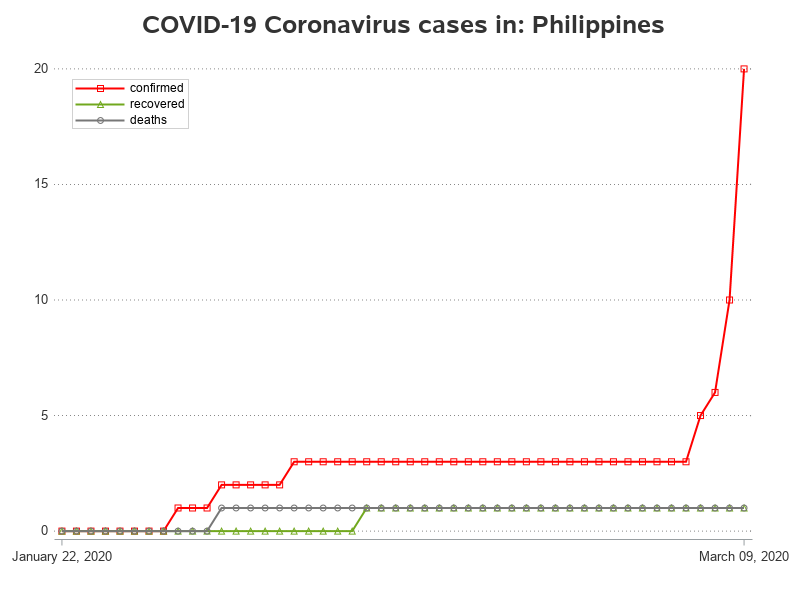 COVID-19 Coronavirus cases in: Philippines
20
confirmed
recovered
deaths
15
10
5
0
January 22, 2020
March 09, 2020